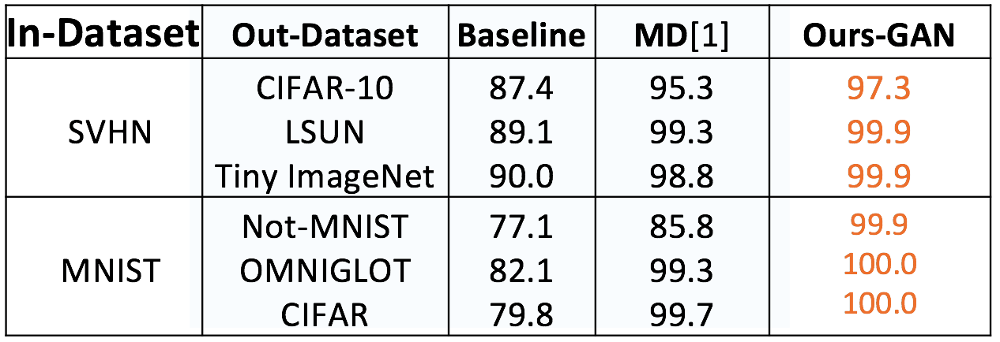 In-Dataset Out-Dataset Baseline MD[1] Ours-GAN
CIFAR-10 87.4 95.3 97.3
SVHN LSUN 89.1 99.3 99.9
Tiny ImageNet 90.0 98.8 99.9
Not-MNIST 77.1 85.8 99.9
MNIST OMNIGLOT 82.1 99.3 100.0
CIFAR 79.8 99.7 100.0